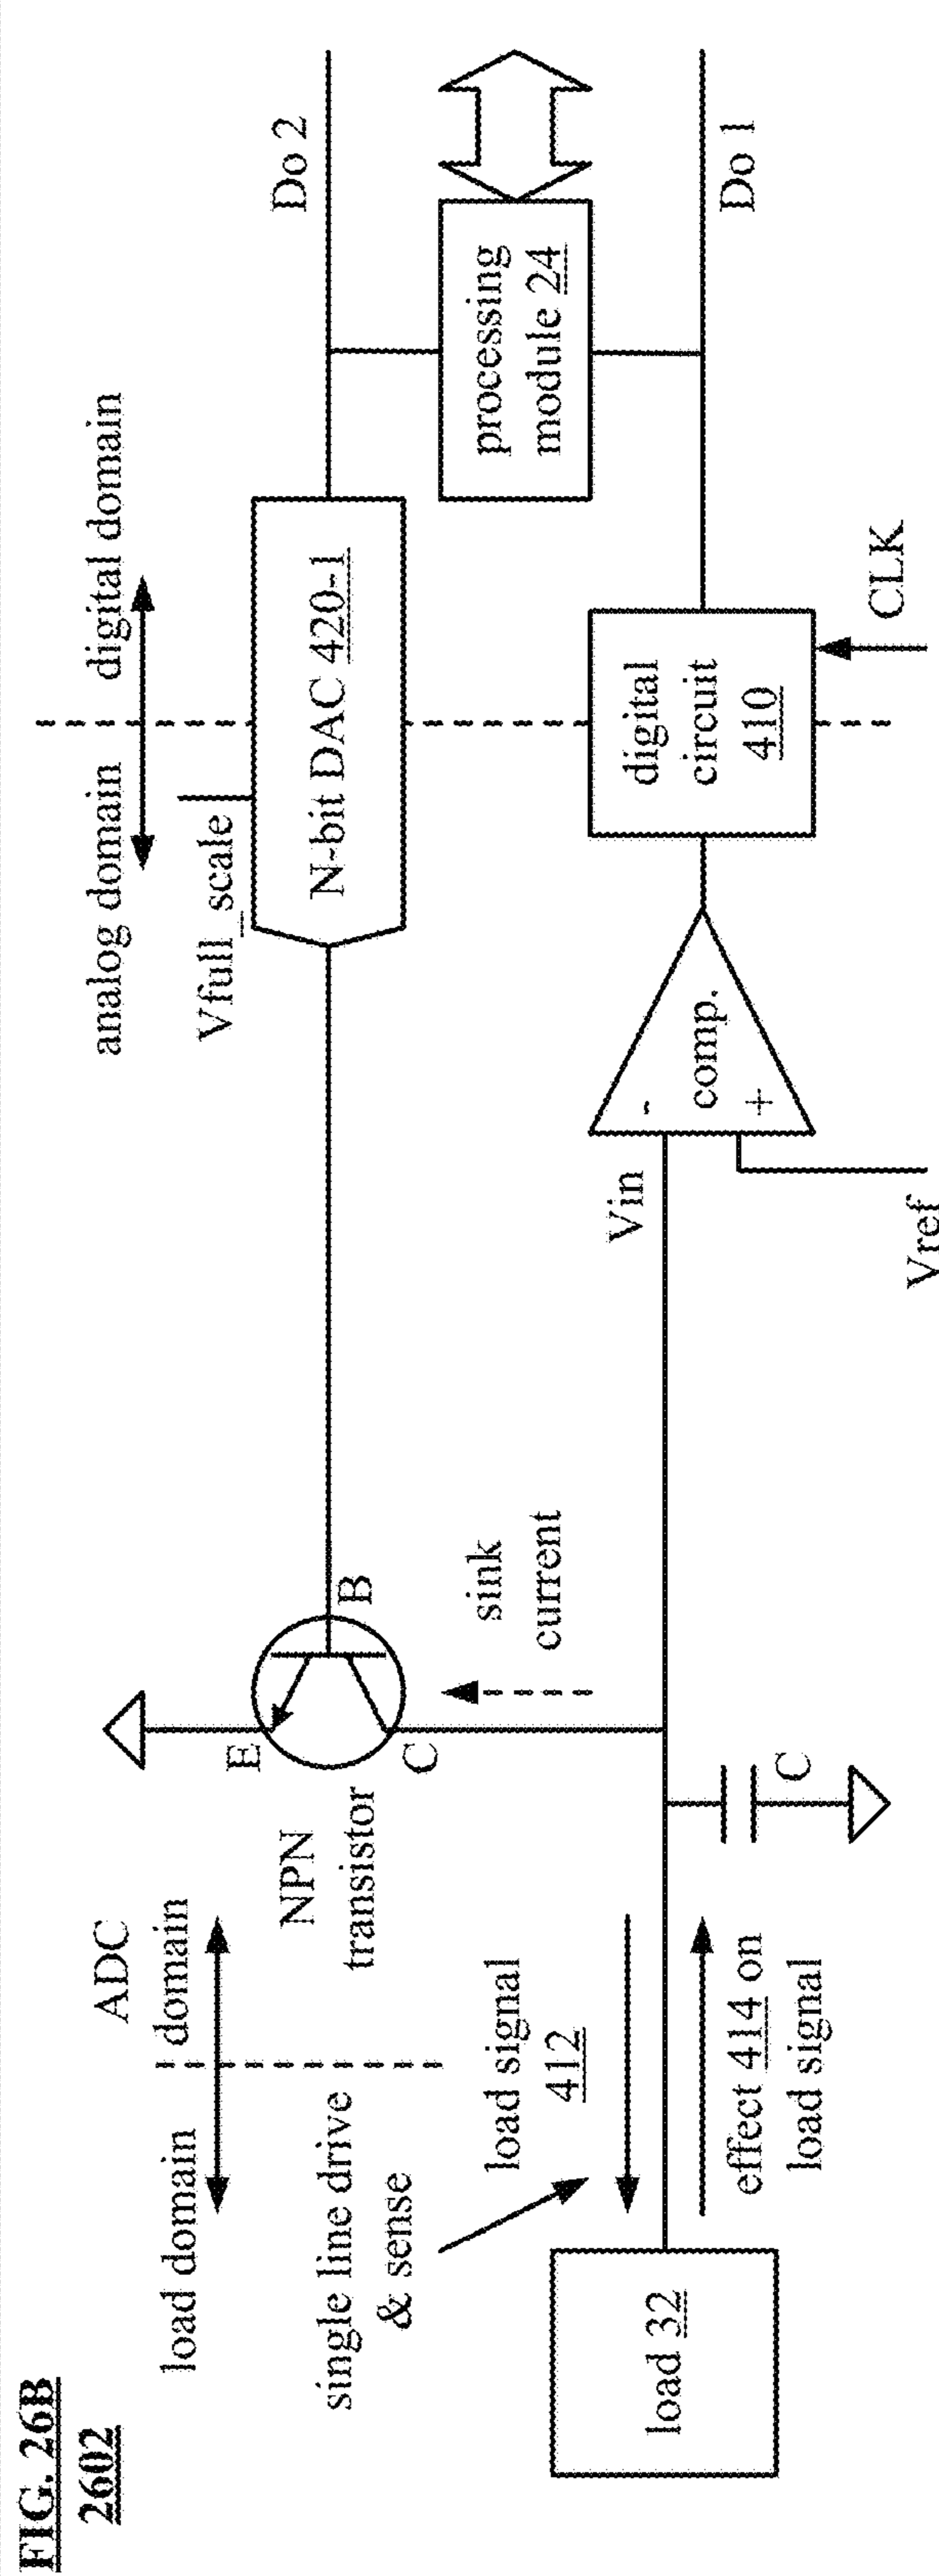 FIG. 26B
2602
load domain
ADC
domain
analog domain
digital domain
single line drive
& sense
NPN
transistor
E
B
C
Vfull_scale
N-bit DAC 420-1
Do 2
sink
current
processing
module 24
load signal
412
load 32
effect 414 on
load signal
C
Vin
-
comp.
+
Vref
digital
circuit
410
CLK
Do 1